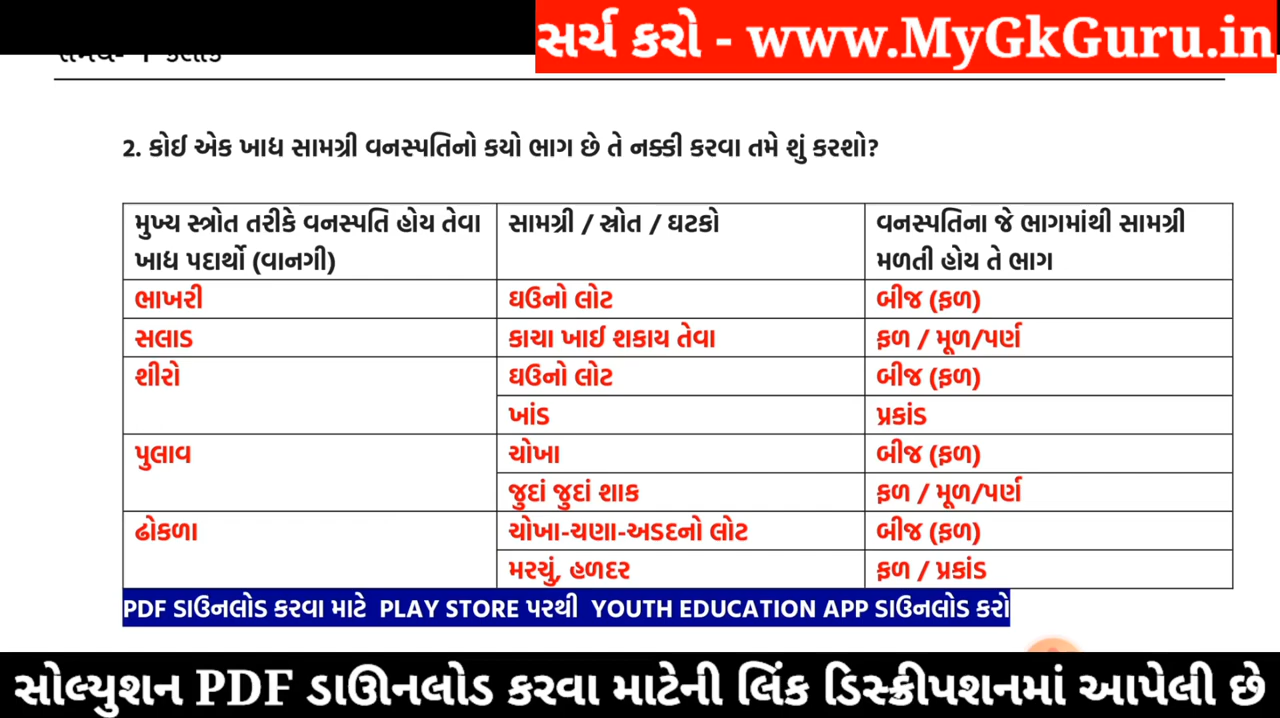 સર્ચ કરો - www.MyGkGuru.in
2. કોઈ એક ખાદ્ય સામગ્રી વનસ્પતિનો કયો ભાગ છે તે નક્કી કરવા તમે શું કરશો?
મુખ્ય સ્ત્રોત તરીકે વનસ્પતિ હોય તેવા
ખાદ્ય પદાર્થો (વાનગી)
સામગ્રી / સ્રોત / ઘટકો
વનસ્પતિના જે ભાગમાંથી સામગ્રી
મળતી હોય તે ભાગ
ભાખરી ઘઉનો લોટ બીજ (ફળ)
સલાડ કાચા ખાઈ શકાય તેવા ફળ / મૂળ/પર્ણ
શીરો ઘઉનો લોટ બીજ (ફળ)
ખાંડ પ્રકાંડ
પુલાવ ચોખા બીજ (ફળ)
જુદાં જુદાં શાક ફળ / મૂળ/પર્ણ
ઢોકળા ચોખા-ચણા-અડદનો લોટ બીજ (ફળ)
મરચું, હળદર ફળ / પ્રકાંડ
PDF ડાઉનલોડ કરવા માટે PLAY STORE પરથી YOUTH EDUCATION APP ડાઉનલોડ કરો
સોલ્યુશન PDF ડાઊનલોડ કરવા માટેની લિંક ડિસ્ક્રીપશનમાં આપેલી છે